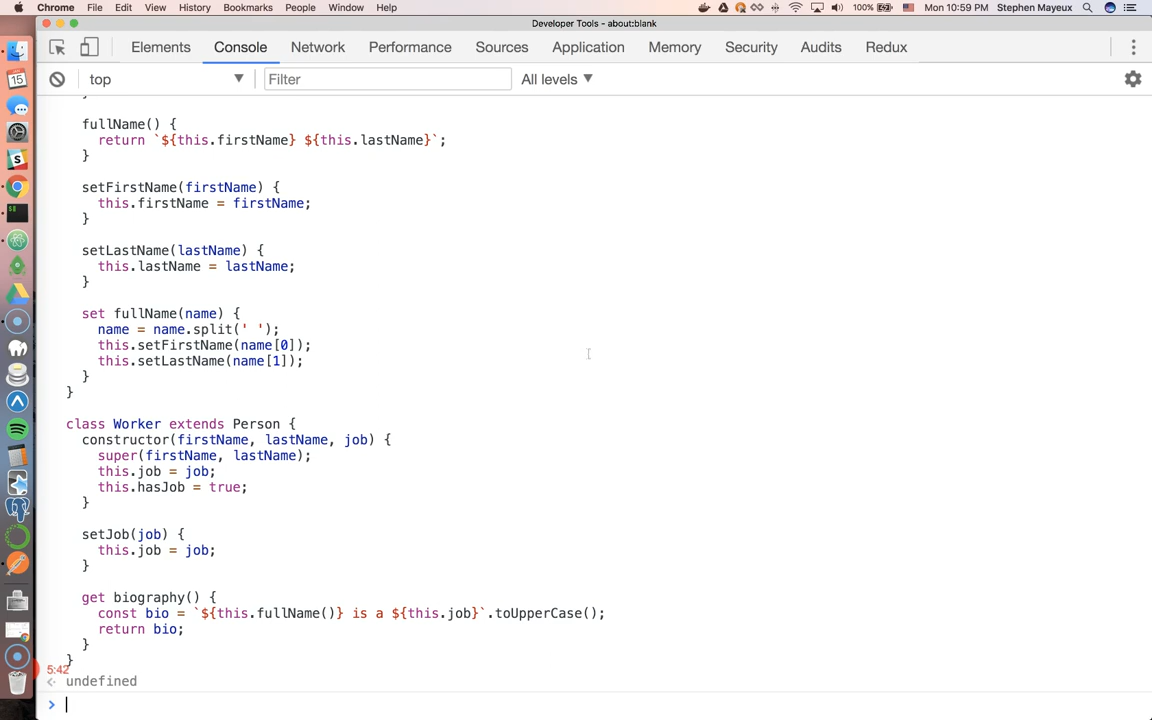 Chrome File Edit View History Bookmarks People Window Help 100% Mon 10:59 PM Stephen Mayeux
Developer Tools - about:blank
Elements Console Network Performance Sources Application Memory Security Audits Redux
top Filter All levels
fullName() {
return `${this.firstName} ${this.lastName}`;
}
setFirstName(firstName) {
this.firstName = firstName;
}
setLastName(lastName) {
this.lastName = lastName;
}
set fullName(name) {
name = name.split(' ');
this.setFirstName(name[0]);
this.setLastName(name[1]);
}
}
class Worker extends Person {
constructor(firstName, lastName, job) {
super(firstName, lastName);
this.job = job;
this.hasJob = true;
}
setJob(job) {
this.job = job;
}
get biography() {
const bio = `${this.fullName()} is a ${this.job}`.toUpperCase();
return bio;
}
}
5:42
undefined
>
15